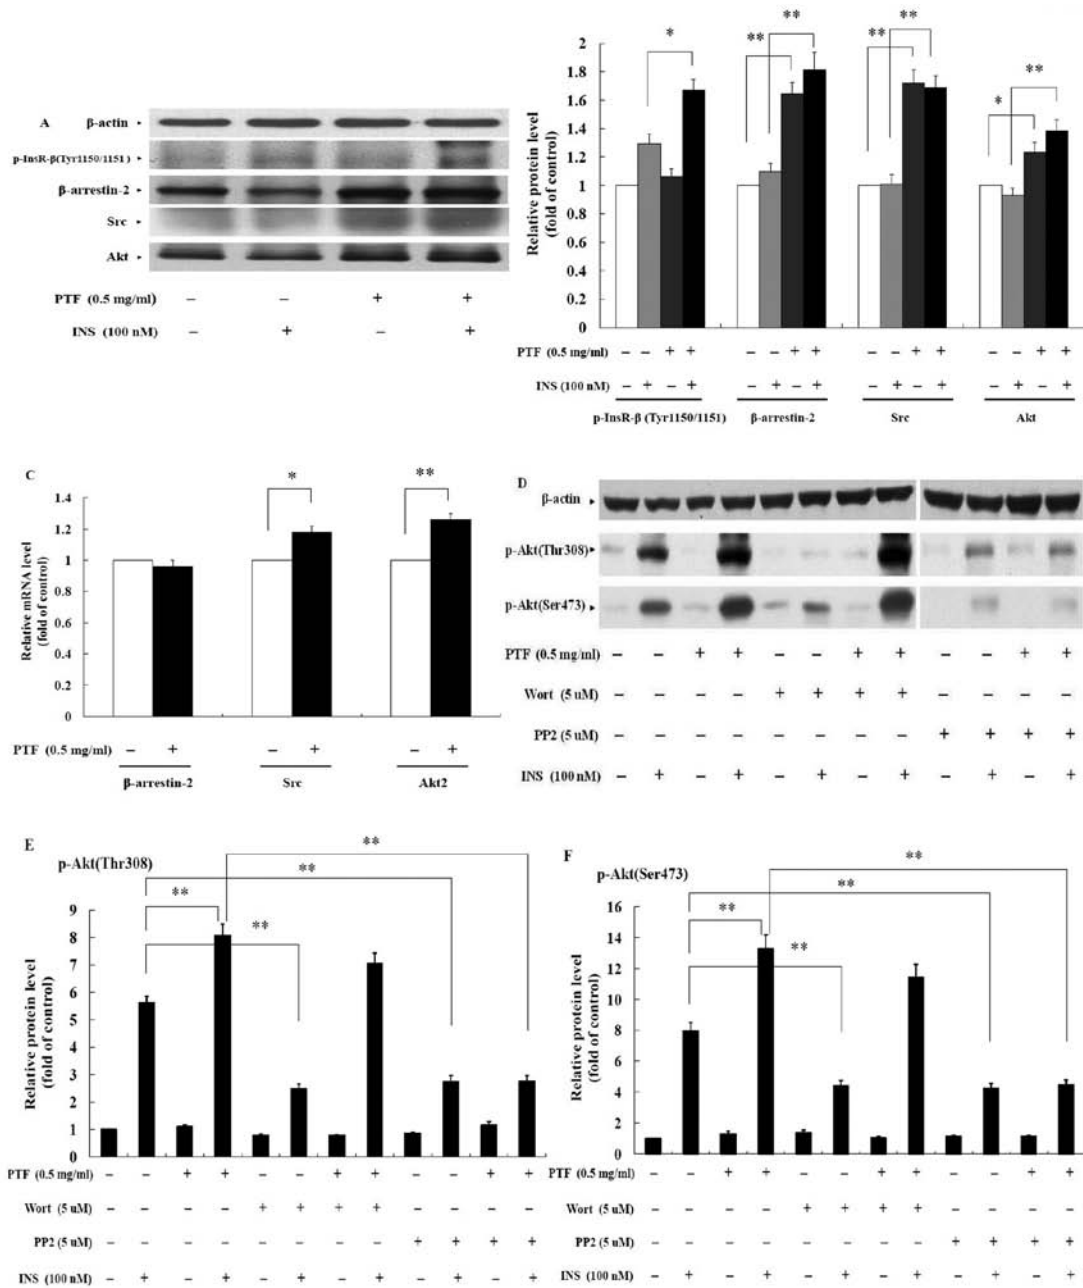 A β-actin
p-InsR-β(Tyr1150/1151)
β-arrestin-2
Src
Akt
PTF (0.5 mg/ml) – – + +
INS (100 nM) – + – +
* ** ** ** ** * **
Relative protein level
(fold of control)
2
1.8
1.6
1.4
1.2
1
0.8
0.6
0.4
0.2
0
PTF (0.5 mg/ml) – – + + – – + + – – + + – – + +
INS (100 nM) – + – + – + – + – + – + – + – +
p-InsR-β (Tyr1150/1151) β-arrestin-2 Src Akt
C
* **
Relative mRNA level
(fold of control)
1.4
1.2
1
0.8
0.6
0.4
0.2
0
PTF (0.5 mg/ml) – + – + – +
β-arrestin-2 Src Akt2
D
β-actin
p-Akt(Thr308)
p-Akt(Ser473)
PTF (0.5 mg/ml) – – + + – – + + – – + +
Wort (5 uM) – – – – + + + + – – – –
PP2 (5 uM) – – – – – – – – + + + +
INS (100 nM) – + – + – + – + – + – +
E
p-Akt(Thr308)
** ** ** **
Relative protein level
(fold of control)
9
8
7
6
5
4
3
2
1
0
PTF (0.5 mg/ml) – – + + – – + + – – + +
Wort (5 uM) – – – – + + + + – – – –
PP2 (5 uM) – – – – – – – – + + + +
INS (100 nM) – + – + – + – + – + – +
F
p-Akt(Ser473)
** ** ** **
Relative protein level
(fold of control)
16
14
12
10
8
6
4
2
0
PTF (0.5 mg/ml) – – + + – – + + – – + +
Wort (5 uM) – – – – + + + + – – – –
PP2 (5 uM) – – – – – – – – + + + +
INS (100 nM) – + – + – + – + – + – +